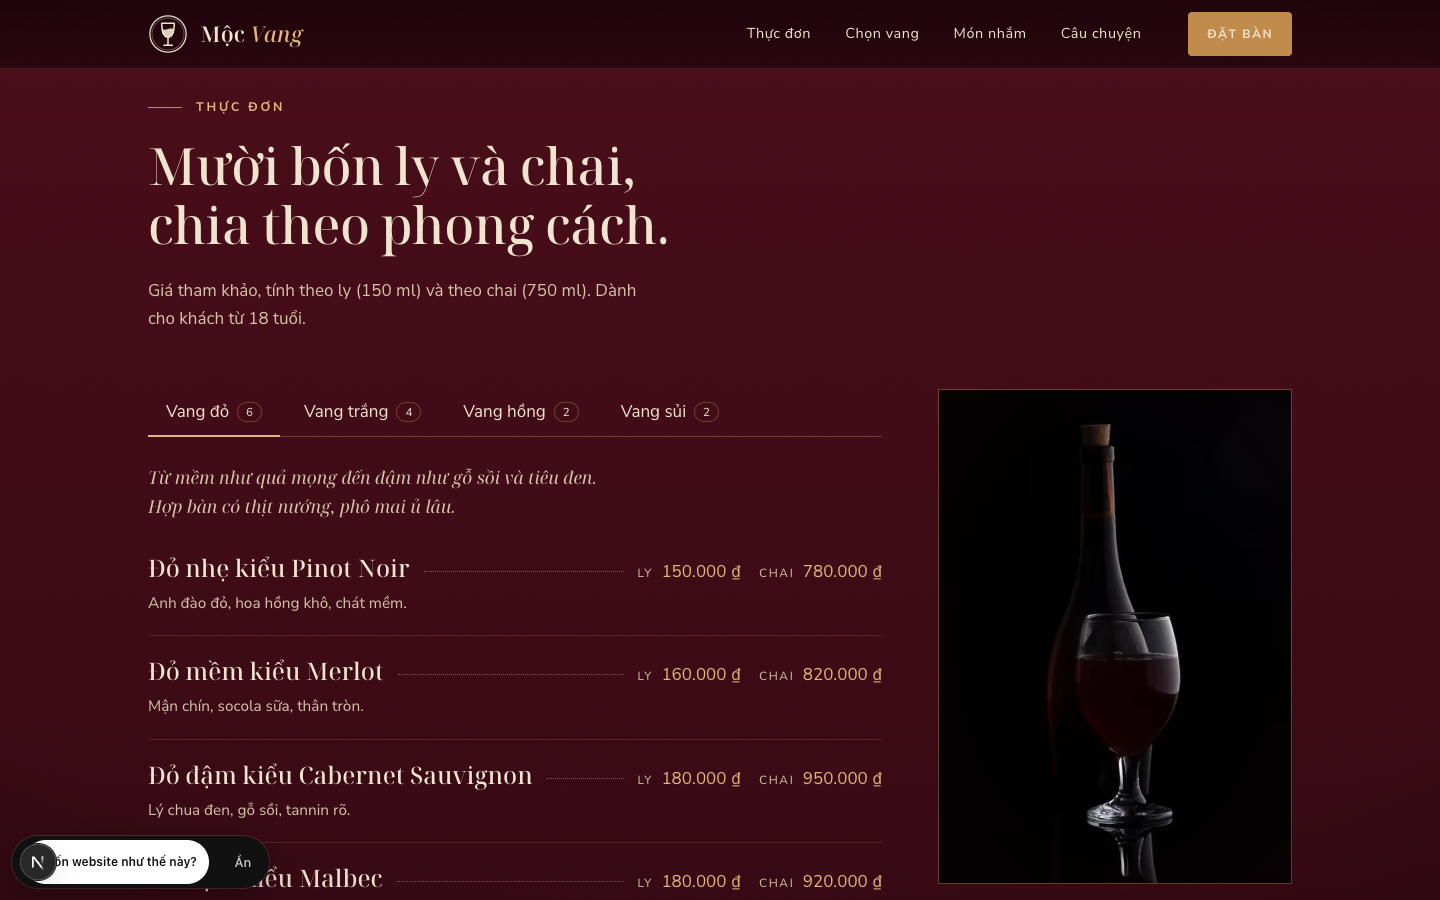 Mộc Vang
Thực đơn
Chọn vang
Món nhắm
Câu chuyện
ĐẶT BÀN
THỰC ĐƠN
Mười bốn ly và chai,
chia theo phong cách.
Giá tham khảo, tính theo ly (150 ml) và theo chai (750 ml). Dành
cho khách từ 18 tuổi.
Vang đỏ 6
Vang trắng 4
Vang hồng 2
Vang sủi 2
Từ mềm như quả mọng đến đậm như gỗ sồi và tiêu đen.
Hợp bàn có thịt nướng, phô mai ủ lâu.
Đỏ nhẹ kiểu Pinot Noir LY 150.000 ₫ CHAI 780.000 ₫
Anh đào đỏ, hoa hồng khô, chát mềm.
Đỏ mềm kiểu Merlot LY 160.000 ₫ CHAI 820.000 ₫
Mận chín, socola sữa, thân tròn.
Đỏ đậm kiểu Cabernet Sauvignon LY 180.000 ₫ CHAI 950.000 ₫
Lý chua đen, gỗ sồi, tannin rõ.
Malbec LY 180.000 ₫ CHAI 920.000 ₫
website như thế này?
Ẩn